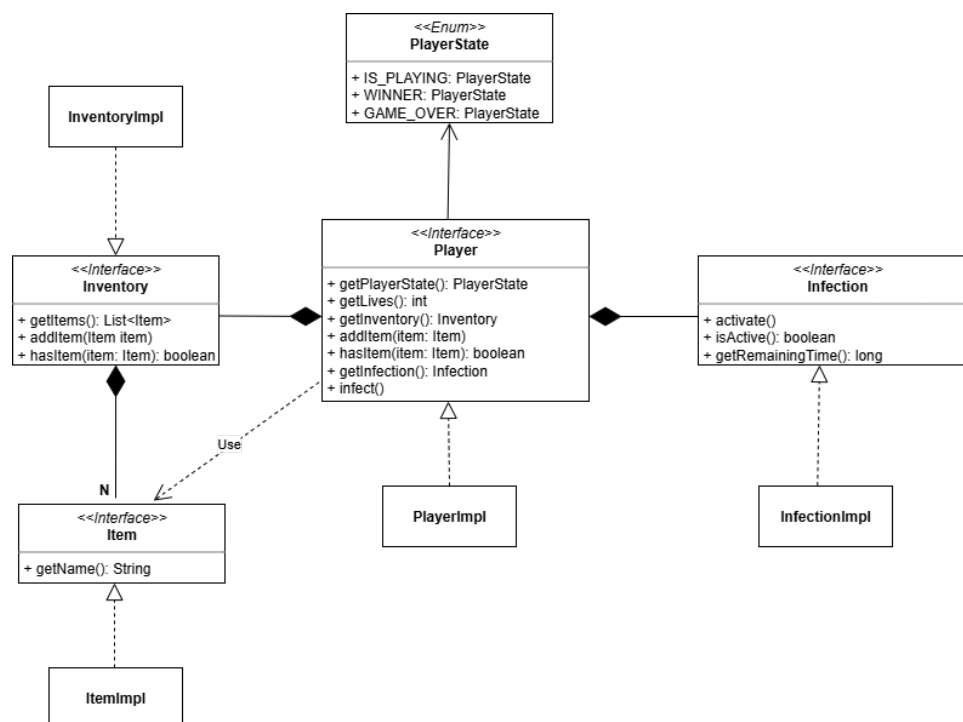 <<Enum>>
PlayerState
+ IS_PLAYING: PlayerState
+ WINNER: PlayerState
+ GAME_OVER: PlayerState
InventoryImpl
<<Interface>>
Inventory
+ getItems(): List<Item>
+ addItem(Item item)
+ hasItem(item: Item): boolean
<<Interface>>
Player
+ getPlayerState(): PlayerState
+ getLives(): int
+ getInventory(): Inventory
+ addItem(item: Item)
+ hasItem(item: Item): boolean
+ getInfection(): Infection
+ infect()
<<Interface>>
Infection
+ activate()
+ isActive(): boolean
+ getRemainingTime(): long
Use
N
<<Interface>>
Item
+ getName(): String
PlayerImpl
InfectionImpl
ItemImpl